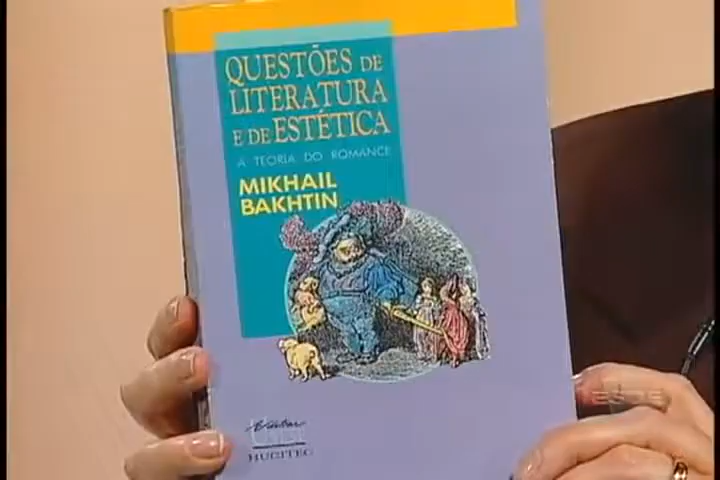 QUESTÕES DE
LITERATURA
E DE ESTÉTICA
A TEORIA DO ROMANCE
MIKHAIL
BAKHTIN
HUCITEC